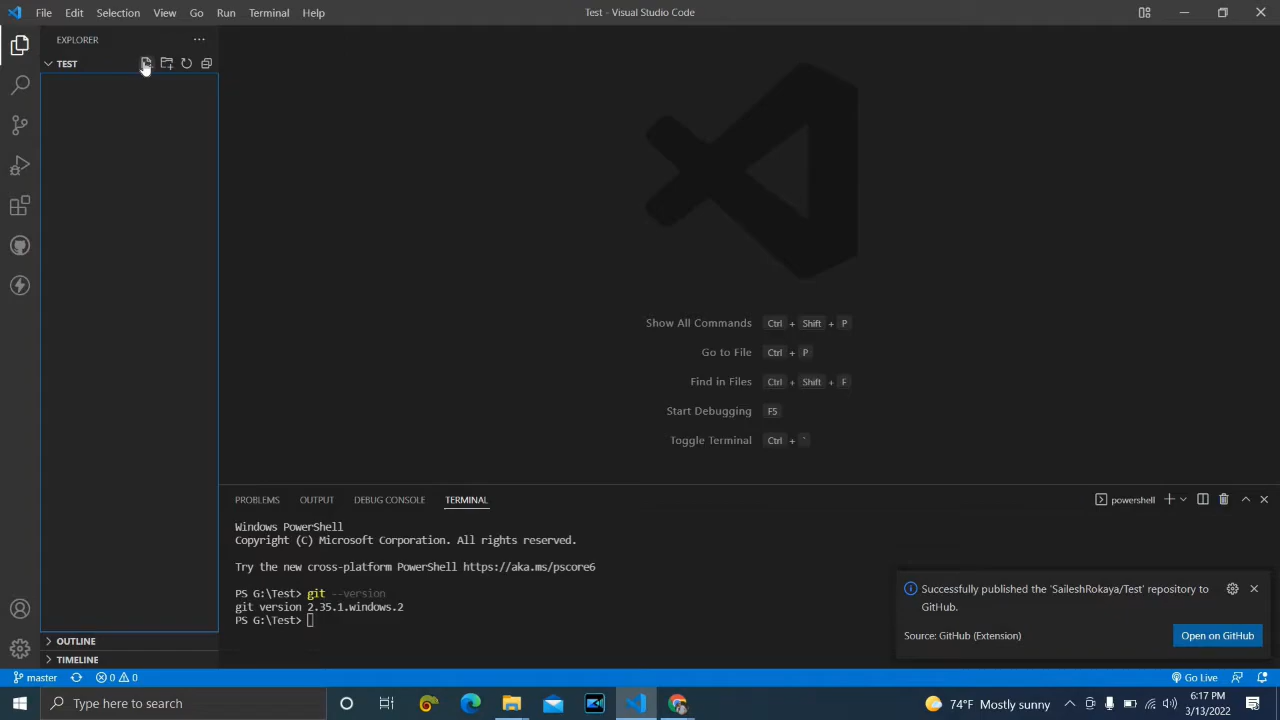 File Edit Selection View Go Run Terminal Help
Test - Visual Studio Code
EXPLORER
TEST
Show All Commands Ctrl + Shift + P
Go to File Ctrl + P
Find in Files Ctrl + Shift + F
Start Debugging F5
Toggle Terminal Ctrl + `
PROBLEMS OUTPUT DEBUG CONSOLE TERMINAL
powershell
Windows PowerShell
Copyright (C) Microsoft Corporation. All rights reserved.
Try the new cross-platform PowerShell https://aka.ms/pscore6
PS G:\Test> git --version
git version 2.35.1.windows.2
PS G:\Test>
Successfully published the 'SaileshRokaya/Test' repository to
GitHub.
Source: GitHub (Extension)
Open on GitHub
OUTLINE
TIMELINE
master 0 0
Go Live
Type here to search
74°F Mostly sunny
6:17 PM
3/13/2022